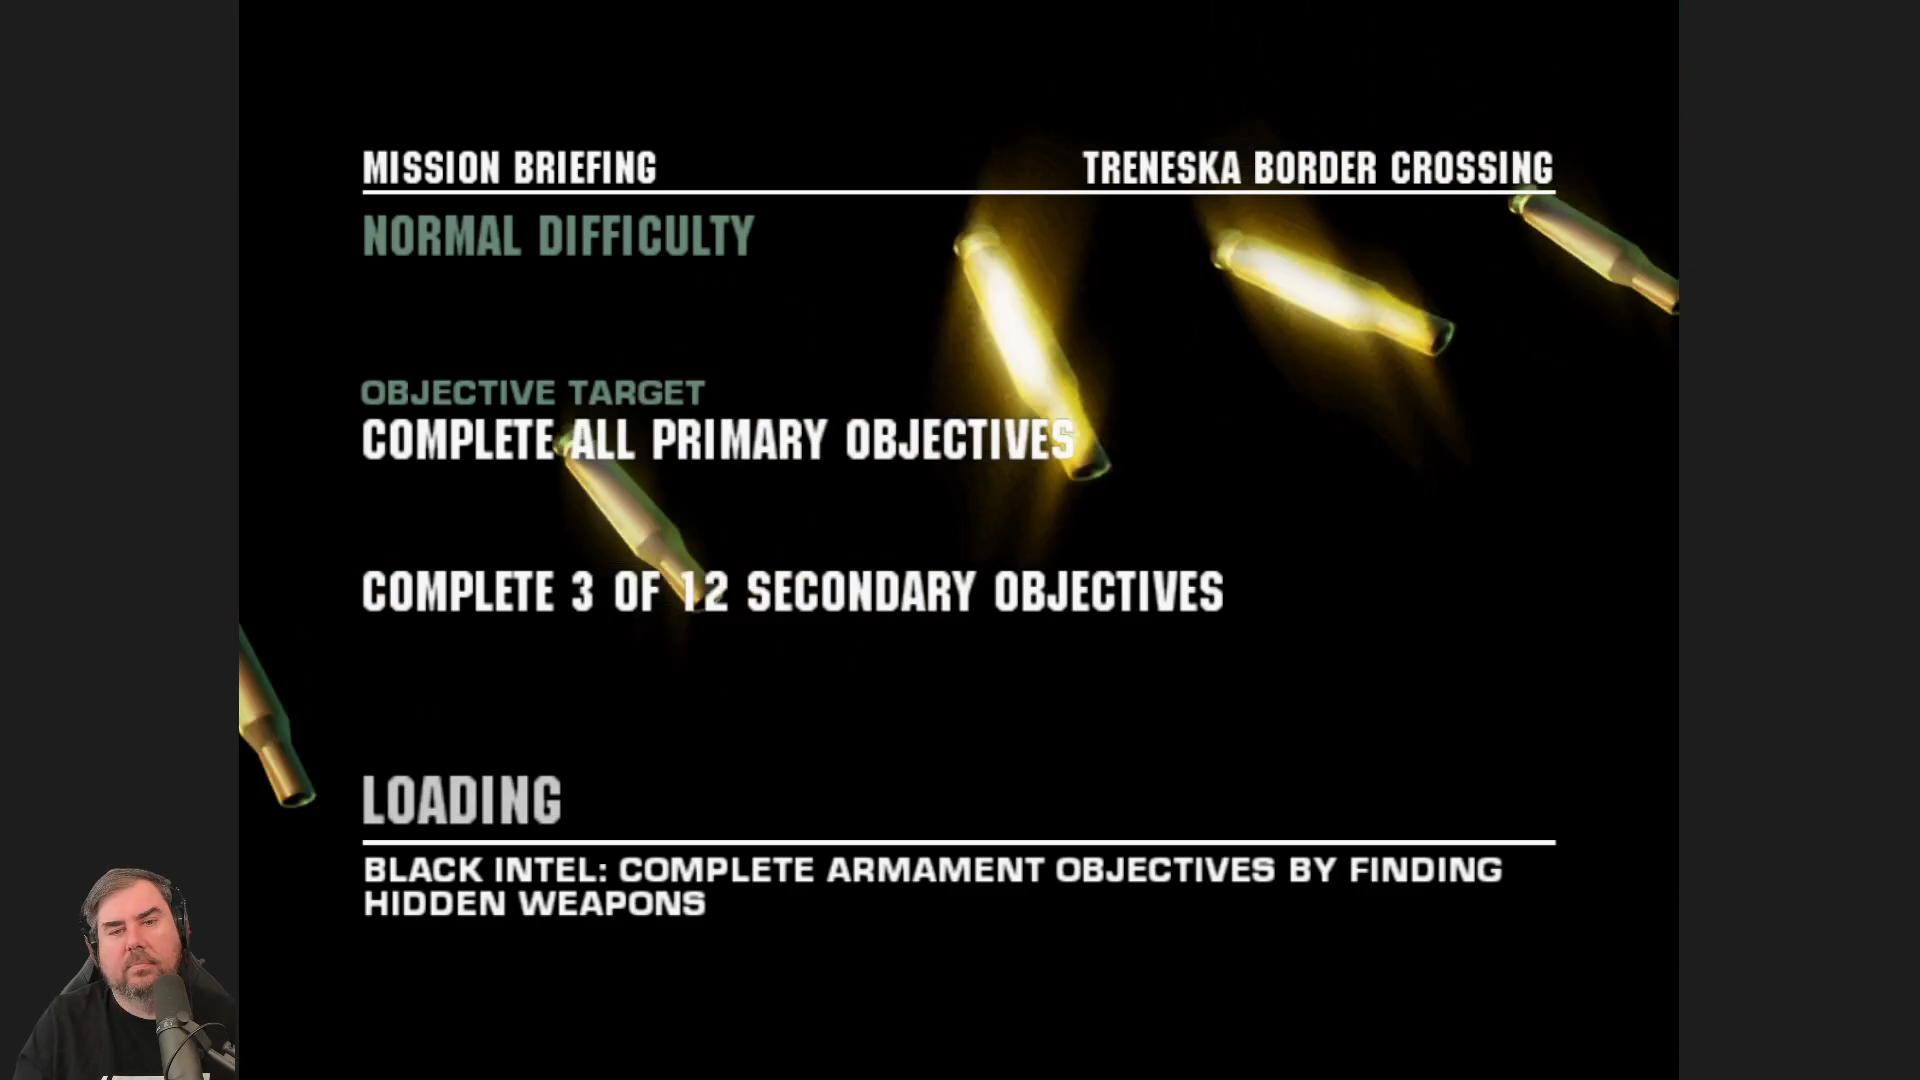 MISSION BRIEFING
TRENESKA BORDER CROSSING
NORMAL DIFFICULTY
OBJECTIVE TARGET
COMPLETE ALL PRIMARY OBJECTIVES
COMPLETE 3 OF 12 SECONDARY OBJECTIVES
LOADING
BLACK INTEL: COMPLETE ARMAMENT OBJECTIVES BY FINDING
HIDDEN WEAPONS